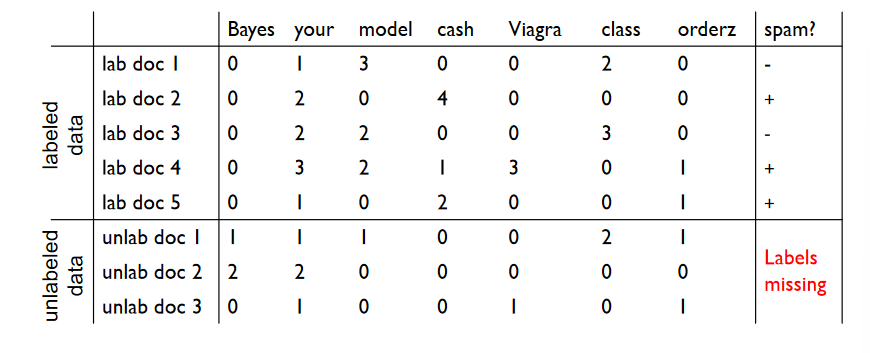 Bayes your model cash Viagra class orderz spam?
labeled data
lab doc 1 0 1 3 0 0 2 0 -
lab doc 2 0 2 0 4 0 0 0 +
lab doc 3 0 2 2 0 0 3 0 -
lab doc 4 0 3 2 1 3 0 1 +
lab doc 5 0 1 0 2 0 0 1 +
unlabeled data
unlab doc 1 1 1 1 0 0 2 1
unlab doc 2 2 2 0 0 0 0 0
unlab doc 3 0 1 0 0 1 0 1
Labels
missing